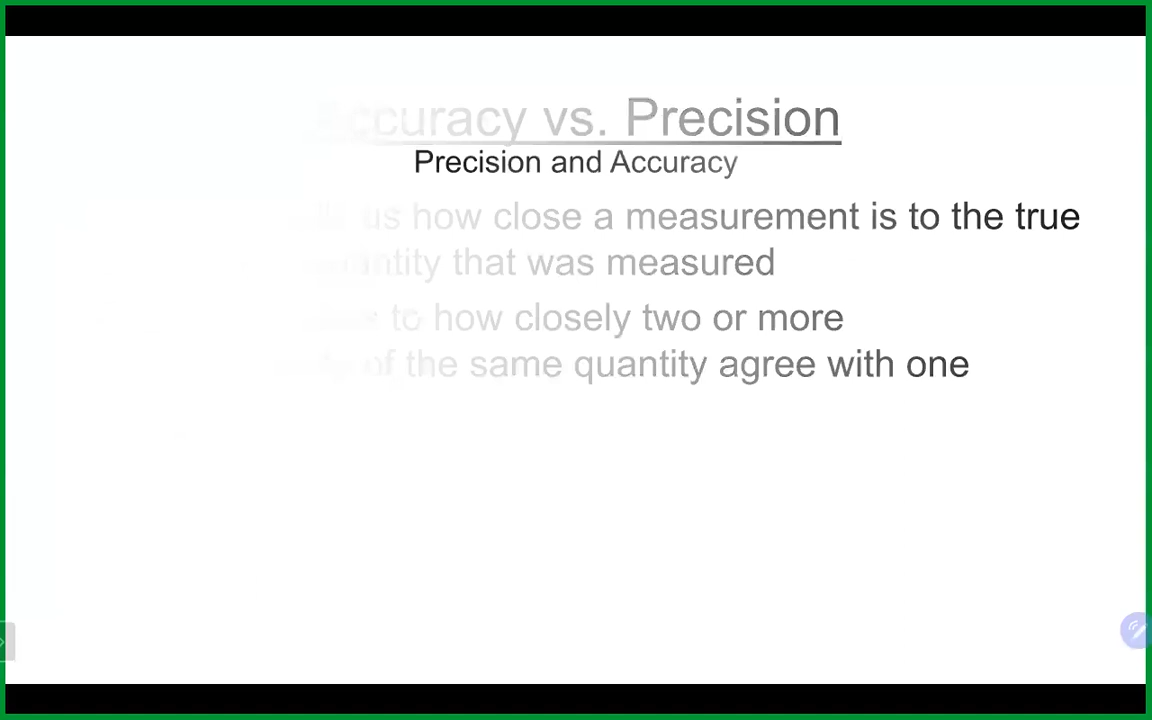 Accuracy vs. Precision
Precision and Accuracy
us how close a measurement is to the true
that was measured
to how closely two or more
of the same quantity agree with one